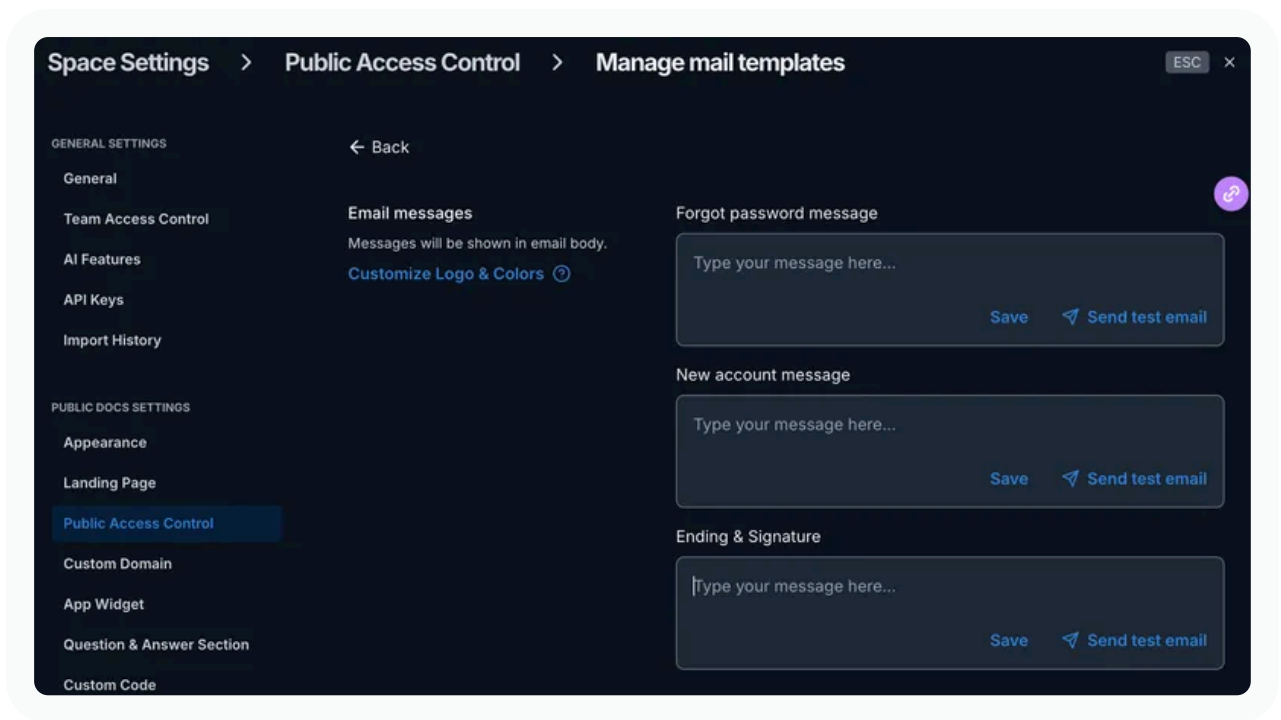 Space Settings > Public Access Control > Manage mail templates
ESC ×
GENERAL SETTINGS
General
Team Access Control
AI Features
API Keys
Import History
PUBLIC DOCS SETTINGS
Appearance
Landing Page
Public Access Control
Custom Domain
App Widget
Question & Answer Section
Custom Code
← Back
Email messages
Messages will be shown in email body.
Customize Logo & Colors ?
Forgot password message
Type your message here...
Save Send test email
New account message
Type your message here...
Save Send test email
Ending & Signature
Type your message here...
Save Send test email